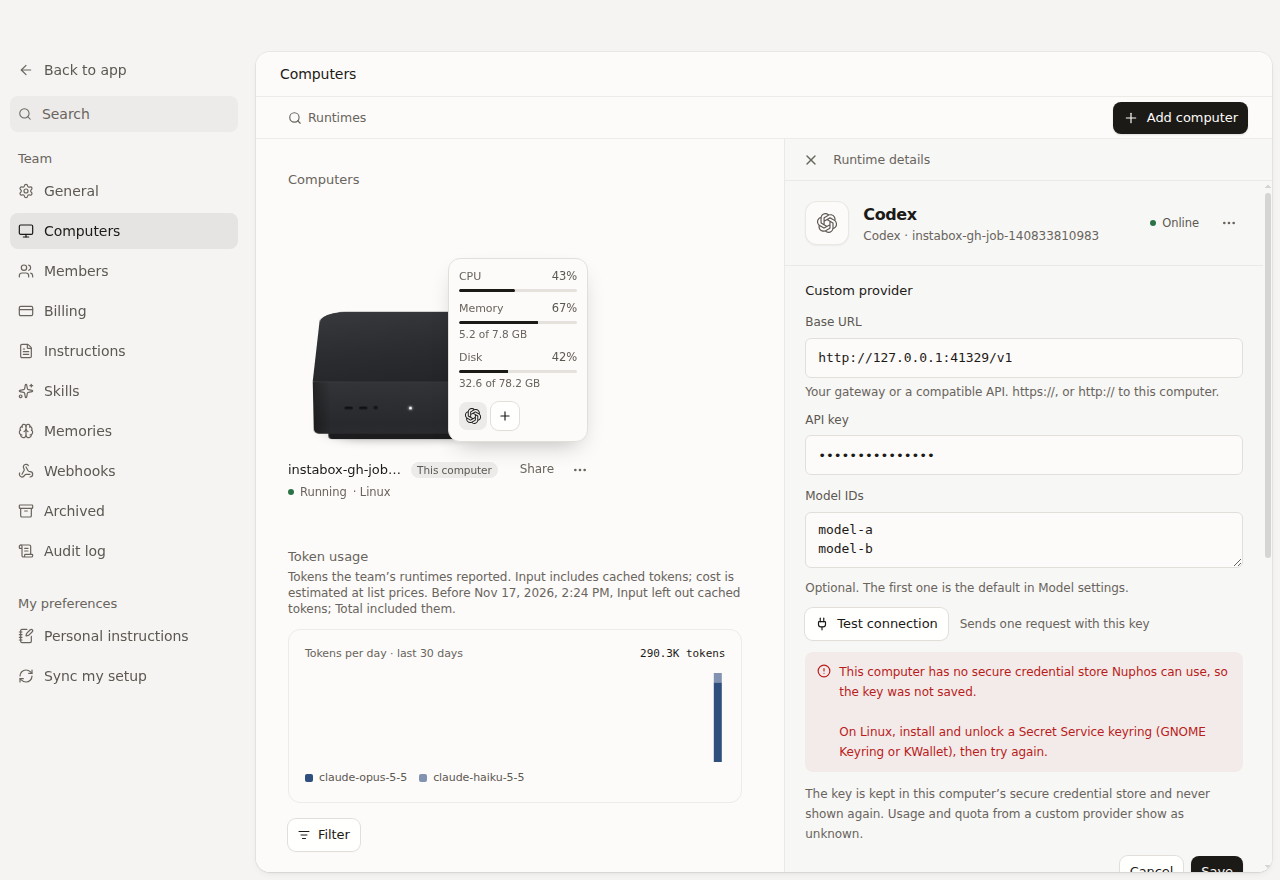 Back to app
Search
Team
General
Computers
Members
Billing
Instructions
Skills
Memories
Webhooks
Archived
Audit log
My preferences
Personal instructions
Sync my setup
Computers
Runtimes
Add computer
Computers
CPU 43%
Memory 67%
5.2 of 7.8 GB
Disk 42%
32.6 of 78.2 GB
instabox-gh-job… This computer Share
Running · Linux
Token usage
Tokens the team’s runtimes reported. Input includes cached tokens; cost is
estimated at list prices. Before Nov 17, 2026, 2:24 PM, Input left out cached
tokens; Total included them.
Tokens per day · last 30 days 290.3K tokens
claude-opus-5-5 claude-haiku-5-5
Filter
Runtime details
Codex
Codex · instabox-gh-job-140833810983
Online
Custom provider
Base URL
http://127.0.0.1:41329/v1
Your gateway or a compatible API. https://, or http:// to this computer.
API key
•••••••••••••••
Model IDs
model-a
model-b
Optional. The first one is the default in Model settings.
Test connection Sends one request with this key
This computer has no secure credential store Nuphos can use, so
the key was not saved.
On Linux, install and unlock a Secret Service keyring (GNOME
Keyring or KWallet), then try again.
The key is kept in this computer’s secure credential store and never
shown again. Usage and quota from a custom provider show as
unknown.
Cancel Save